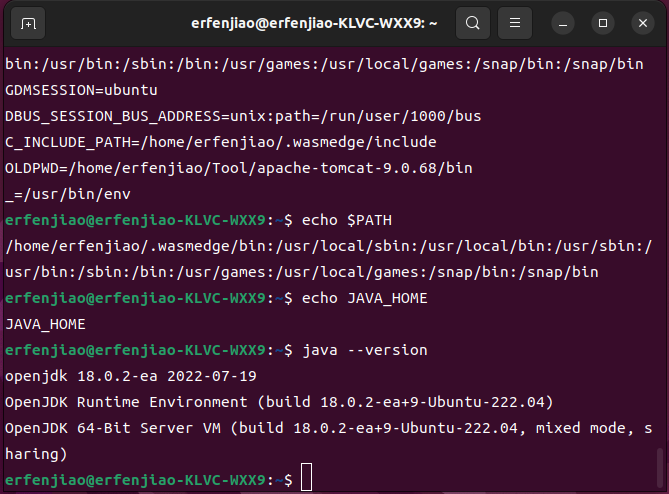 erfenjiao@erfenjiao-KLVC-WXX9: ~
bin:/usr/bin:/sbin:/bin:/usr/games:/usr/local/games:/snap/bin:/snap/bin
GDMSESSION=ubuntu
DBUS_SESSION_BUS_ADDRESS=unix:path=/run/user/1000/bus
C_INCLUDE_PATH=/home/erfenjiao/.wasmedge/include
OLDPWD=/home/erfenjiao/Tool/apache-tomcat-9.0.68/bin
_=/usr/bin/env
erfenjiao@erfenjiao-KLVC-WXX9:~$ echo $PATH
/home/erfenjiao/.wasmedge/bin:/usr/local/sbin:/usr/local/bin:/usr/sbin:/
usr/bin:/sbin:/bin:/usr/games:/usr/local/games:/snap/bin:/snap/bin
erfenjiao@erfenjiao-KLVC-WXX9:~$ echo JAVA_HOME
JAVA_HOME
erfenjiao@erfenjiao-KLVC-WXX9:~$ java --version
openjdk 18.0.2-ea 2022-07-19
OpenJDK Runtime Environment (build 18.0.2-ea+9-Ubuntu-222.04)
OpenJDK 64-Bit Server VM (build 18.0.2-ea+9-Ubuntu-222.04, mixed mode, s
haring)
erfenjiao@erfenjiao-KLVC-WXX9:~$